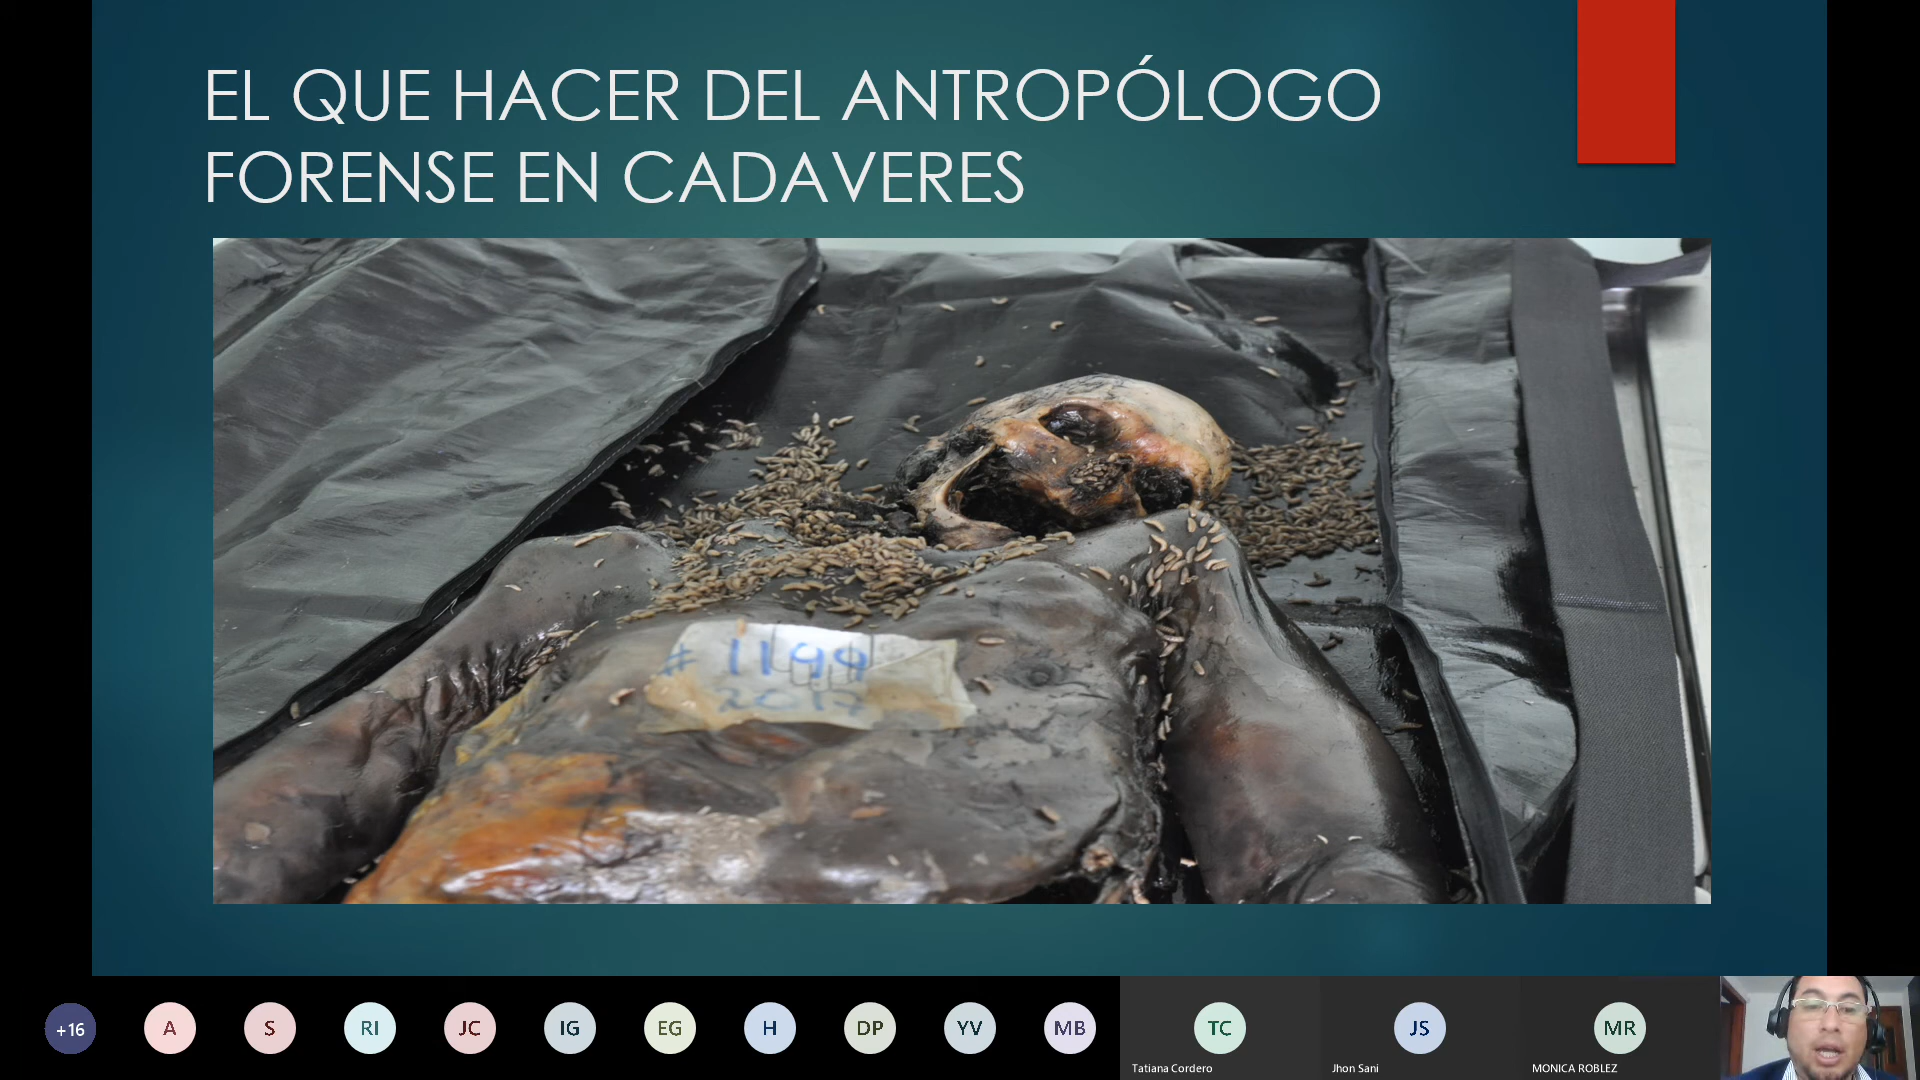 EL QUE HACER DEL ANTROPÓLOGO
FORENSE EN CADAVERES
# 1199
2017
+16
A
S
RI
JC
IG
EG
H
DP
YV
MB
TC
JS
MR
Tatiana Cordero
Jhon Sani
MONICA ROBLEZ